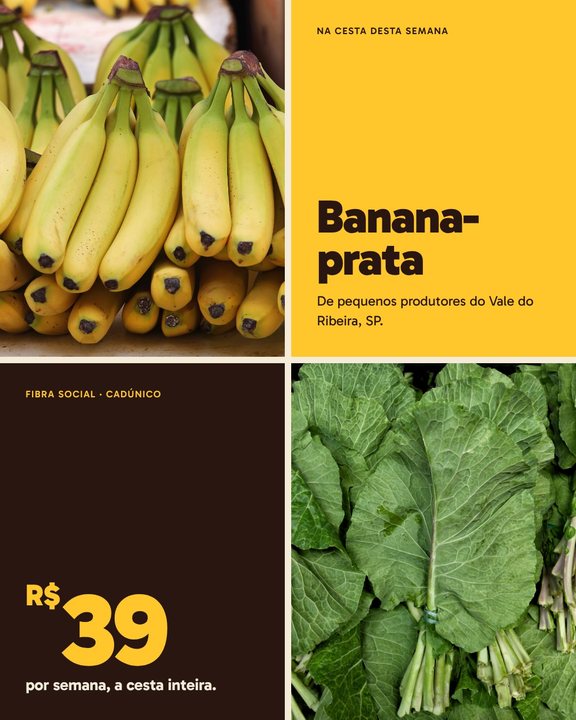 NA CESTA DESTA SEMANA
Banana-
prata
De pequenos produtores do Vale do
Ribeira, SP.
FIBRA SOCIAL · CADÚNICO
R$39
por semana, a cesta inteira.